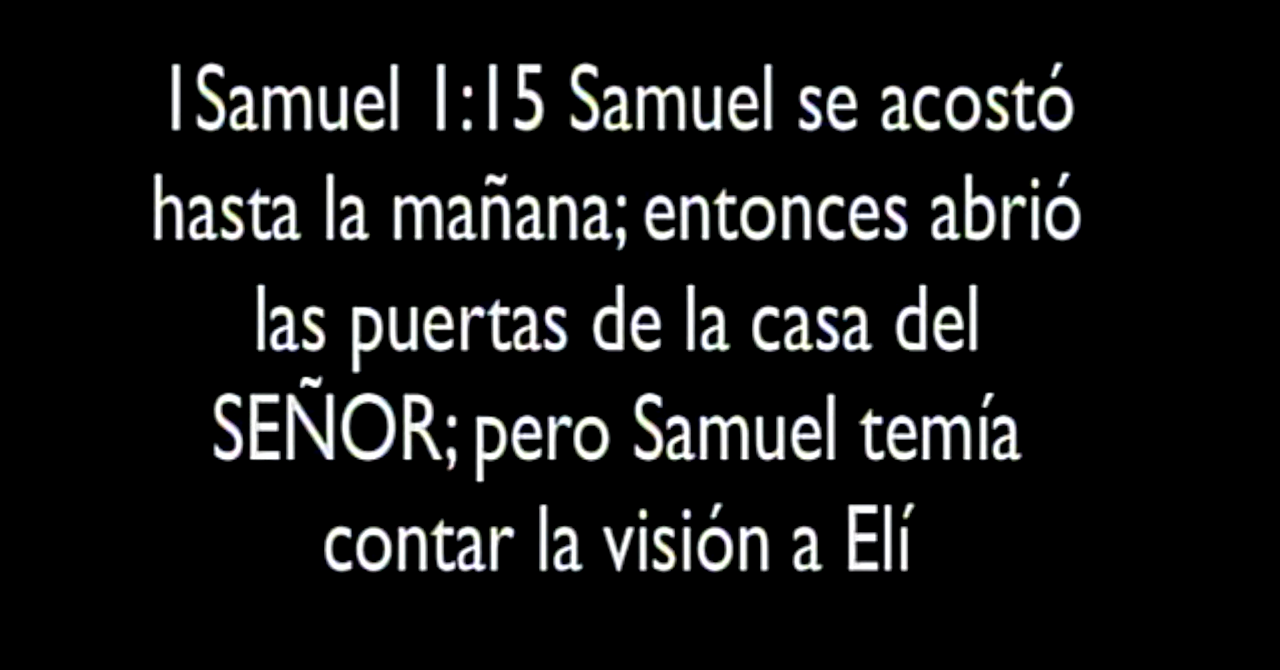 1Samuel 1:15 Samuel se acostó
hasta la mañana; entonces abrió
las puertas de la casa del
SEÑOR; pero Samuel temía
contar la visión a Elí